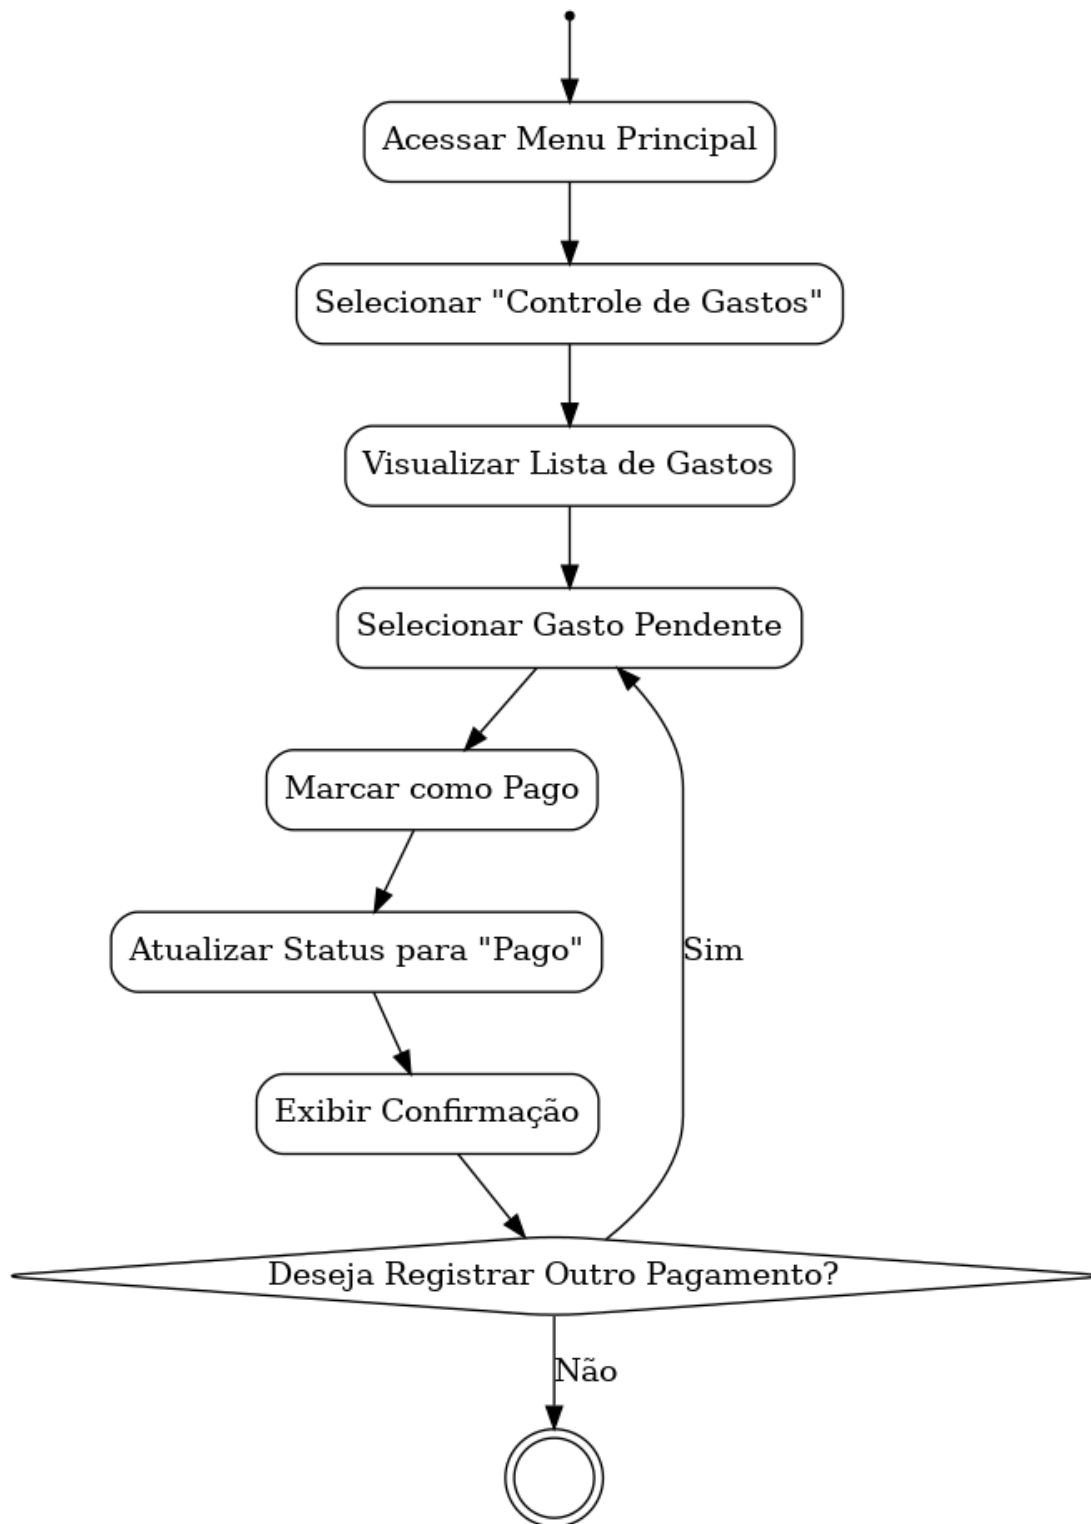 Acessar Menu Principal
Selecionar "Controle de Gastos"
Visualizar Lista de Gastos
Selecionar Gasto Pendente
Marcar como Pago
Atualizar Status para "Pago"
Sim
Exibir Confirmação
Deseja Registrar Outro Pagamento?
Não